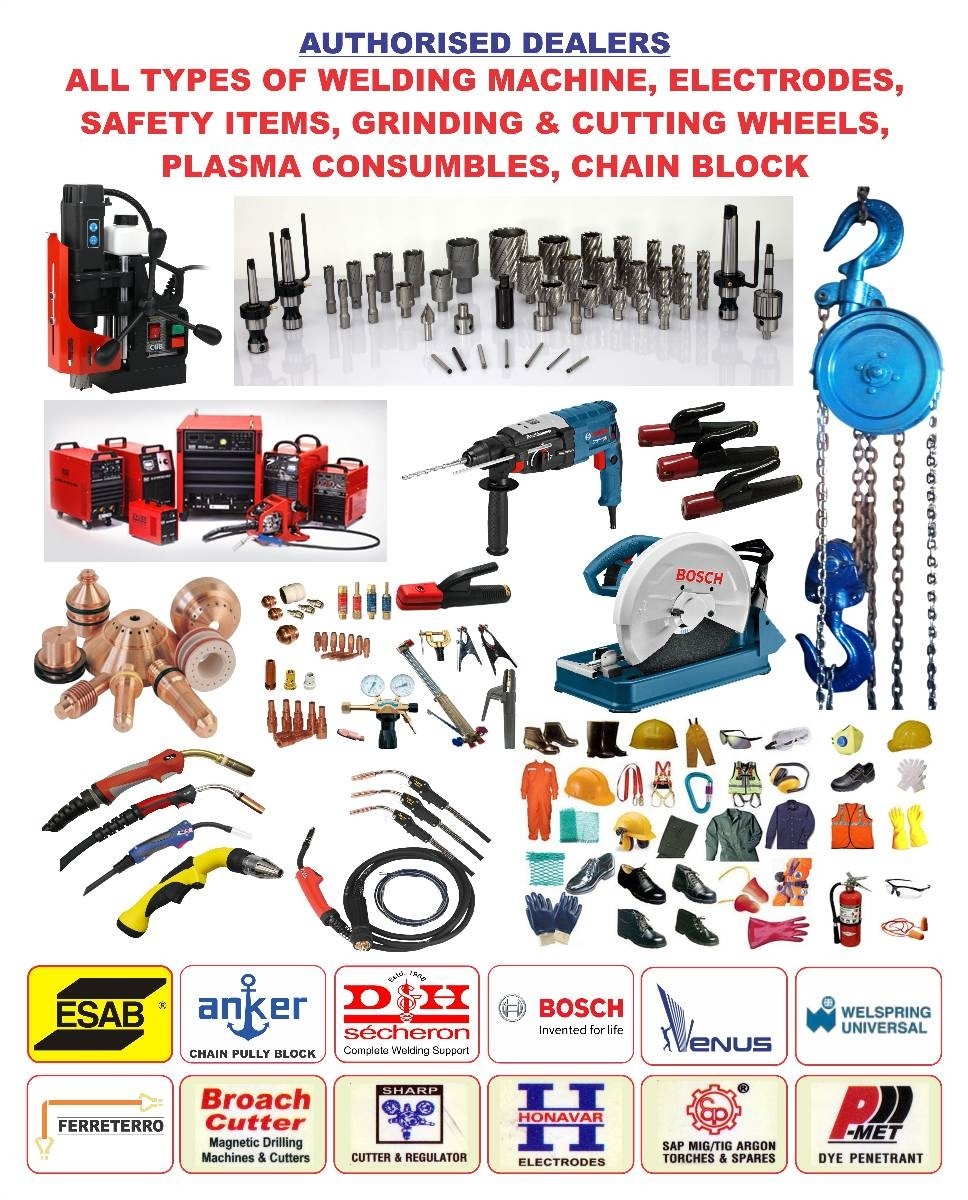 AUTHORISED DEALERS
ALL TYPES OF WELDING MACHINE, ELECTRODES,
SAFETY ITEMS, GRINDING & CUTTING WHEELS,
PLASMA CONSUMBLES, CHAIN BLOCK
BOSCH
ESAB ®
anker
CHAIN PULLY BLOCK
Estd. 1966
D&H
sécheron
Complete Welding Support
BOSCH
Invented for life
Venus
WELSPRING
UNIVERSAL
FERRETERRO
Broach
Cutter
Magnetic Drilling
Machines & Cutters
SHARP
CUTTER & REGULATOR
H
HONAVAR
ELECTRODES
Sap ®
SAP MIG/TIG ARGON
TORCHES & SPARES
P-MET
DYE PENETRANT